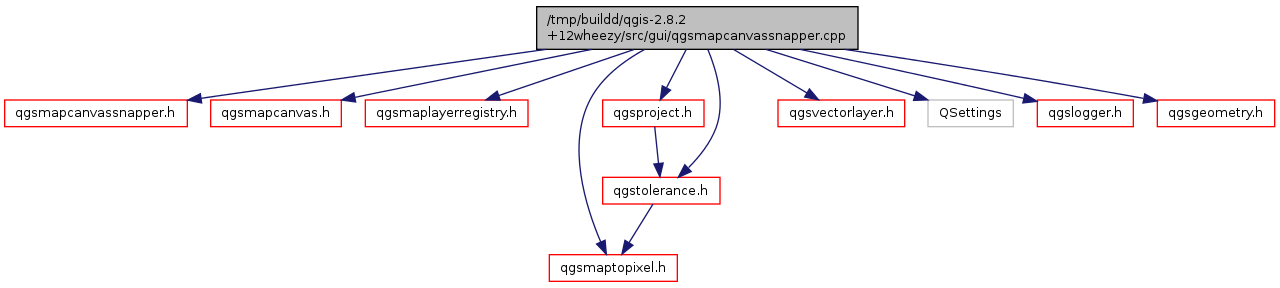 /tmp/buildd/qgis-2.8.2
+12wheezy/src/gui/qgsmapcanvassnapper.cpp
qgsmapcanvassnapper.h
qgsmapcanvas.h
qgsmaplayerregistry.h
qgsproject.h
qgsvectorlayer.h
QSettings
qgslogger.h
qgsgeometry.h
qgstolerance.h
qgsmaptopixel.h